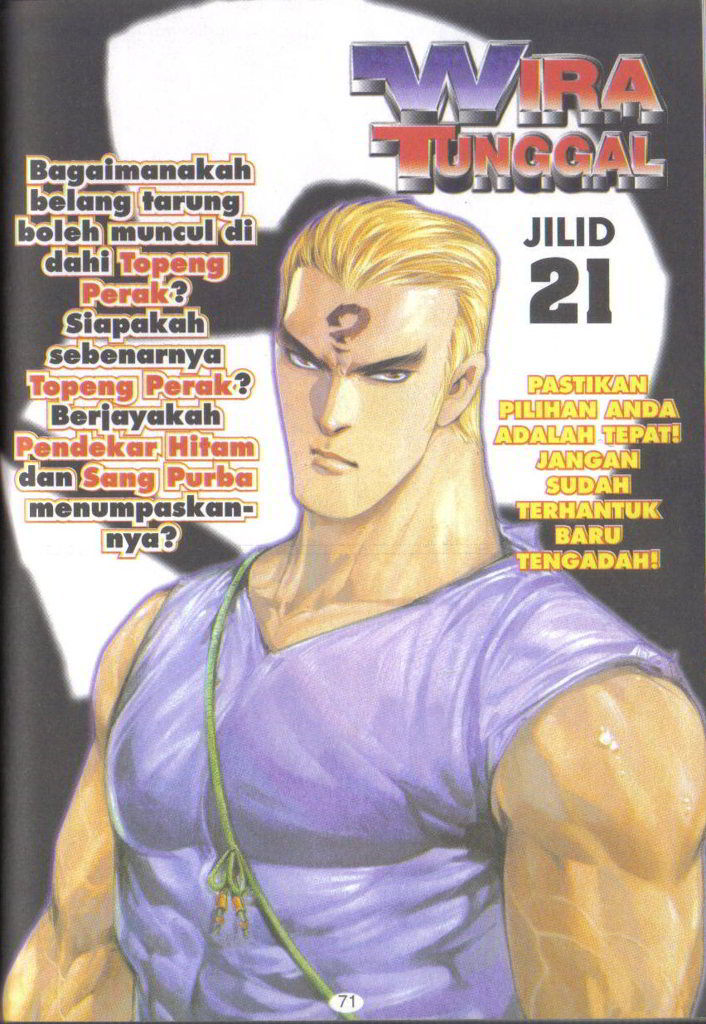 WIRA
TUNGGAL
JILID
21
Bagaimanakah
belang tarung
boleh muncul di
dahi Topeng
Perak?
Siapakah
sebenarnya
Topeng Perak?
Berjayakah
Pendekar Hitam
dan Sang Purba
menumpaskan-
nya?
PASTIKAN
PILIHAN ANDA
ADALAH TEPAT!
JANGAN
SUDAH
TERHANTUK
BARU
TENGADAH!
71